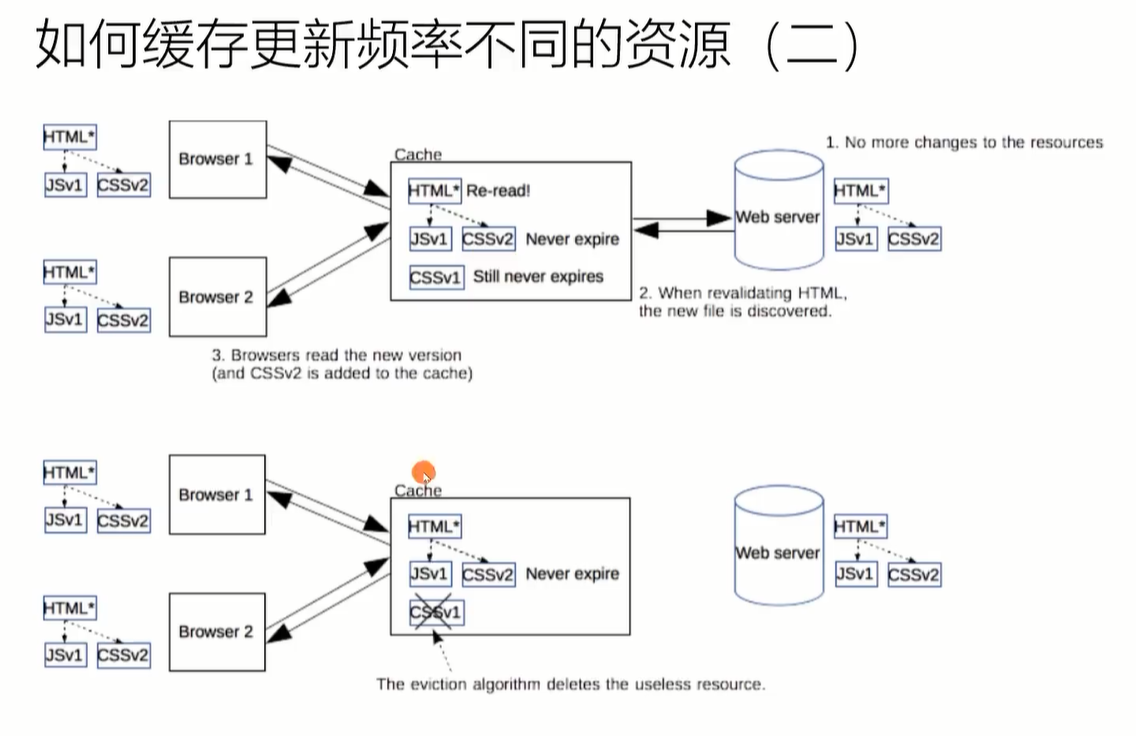 如何缓存更新频率不同的资源（二）
1. No more changes to the resources
HTML*
Browser 1
Cache
HTML* Re-read!
HTML*
JSv1 CSSv2
Web server
JSv1 CSSv2 Never expire
JSv1 CSSv2
HTML*
Browser 2
CSSv1 Still never expires
JSv1 CSSv2
2. When revalidating HTML,
the new file is discovered.
3. Browsers read the new version
(and CSSv2 is added to the cache)
HTML*
Browser 1
Cache
HTML*
HTML*
JSv1 CSSv2
Web server
JSv1 CSSv2 Never expire
JSv1 CSSv2
HTML*
Browser 2
CSSv1
JSv1 CSSv2
The eviction algorithm deletes the useless resource.